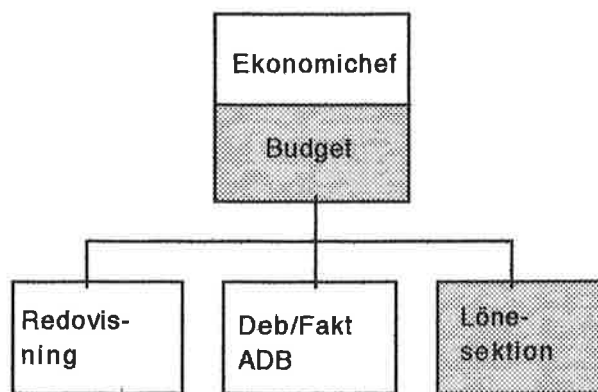 Ekonomichef
Budget
Redovis-
ning
Deb/Fakt
ADB
Löne-
sektion